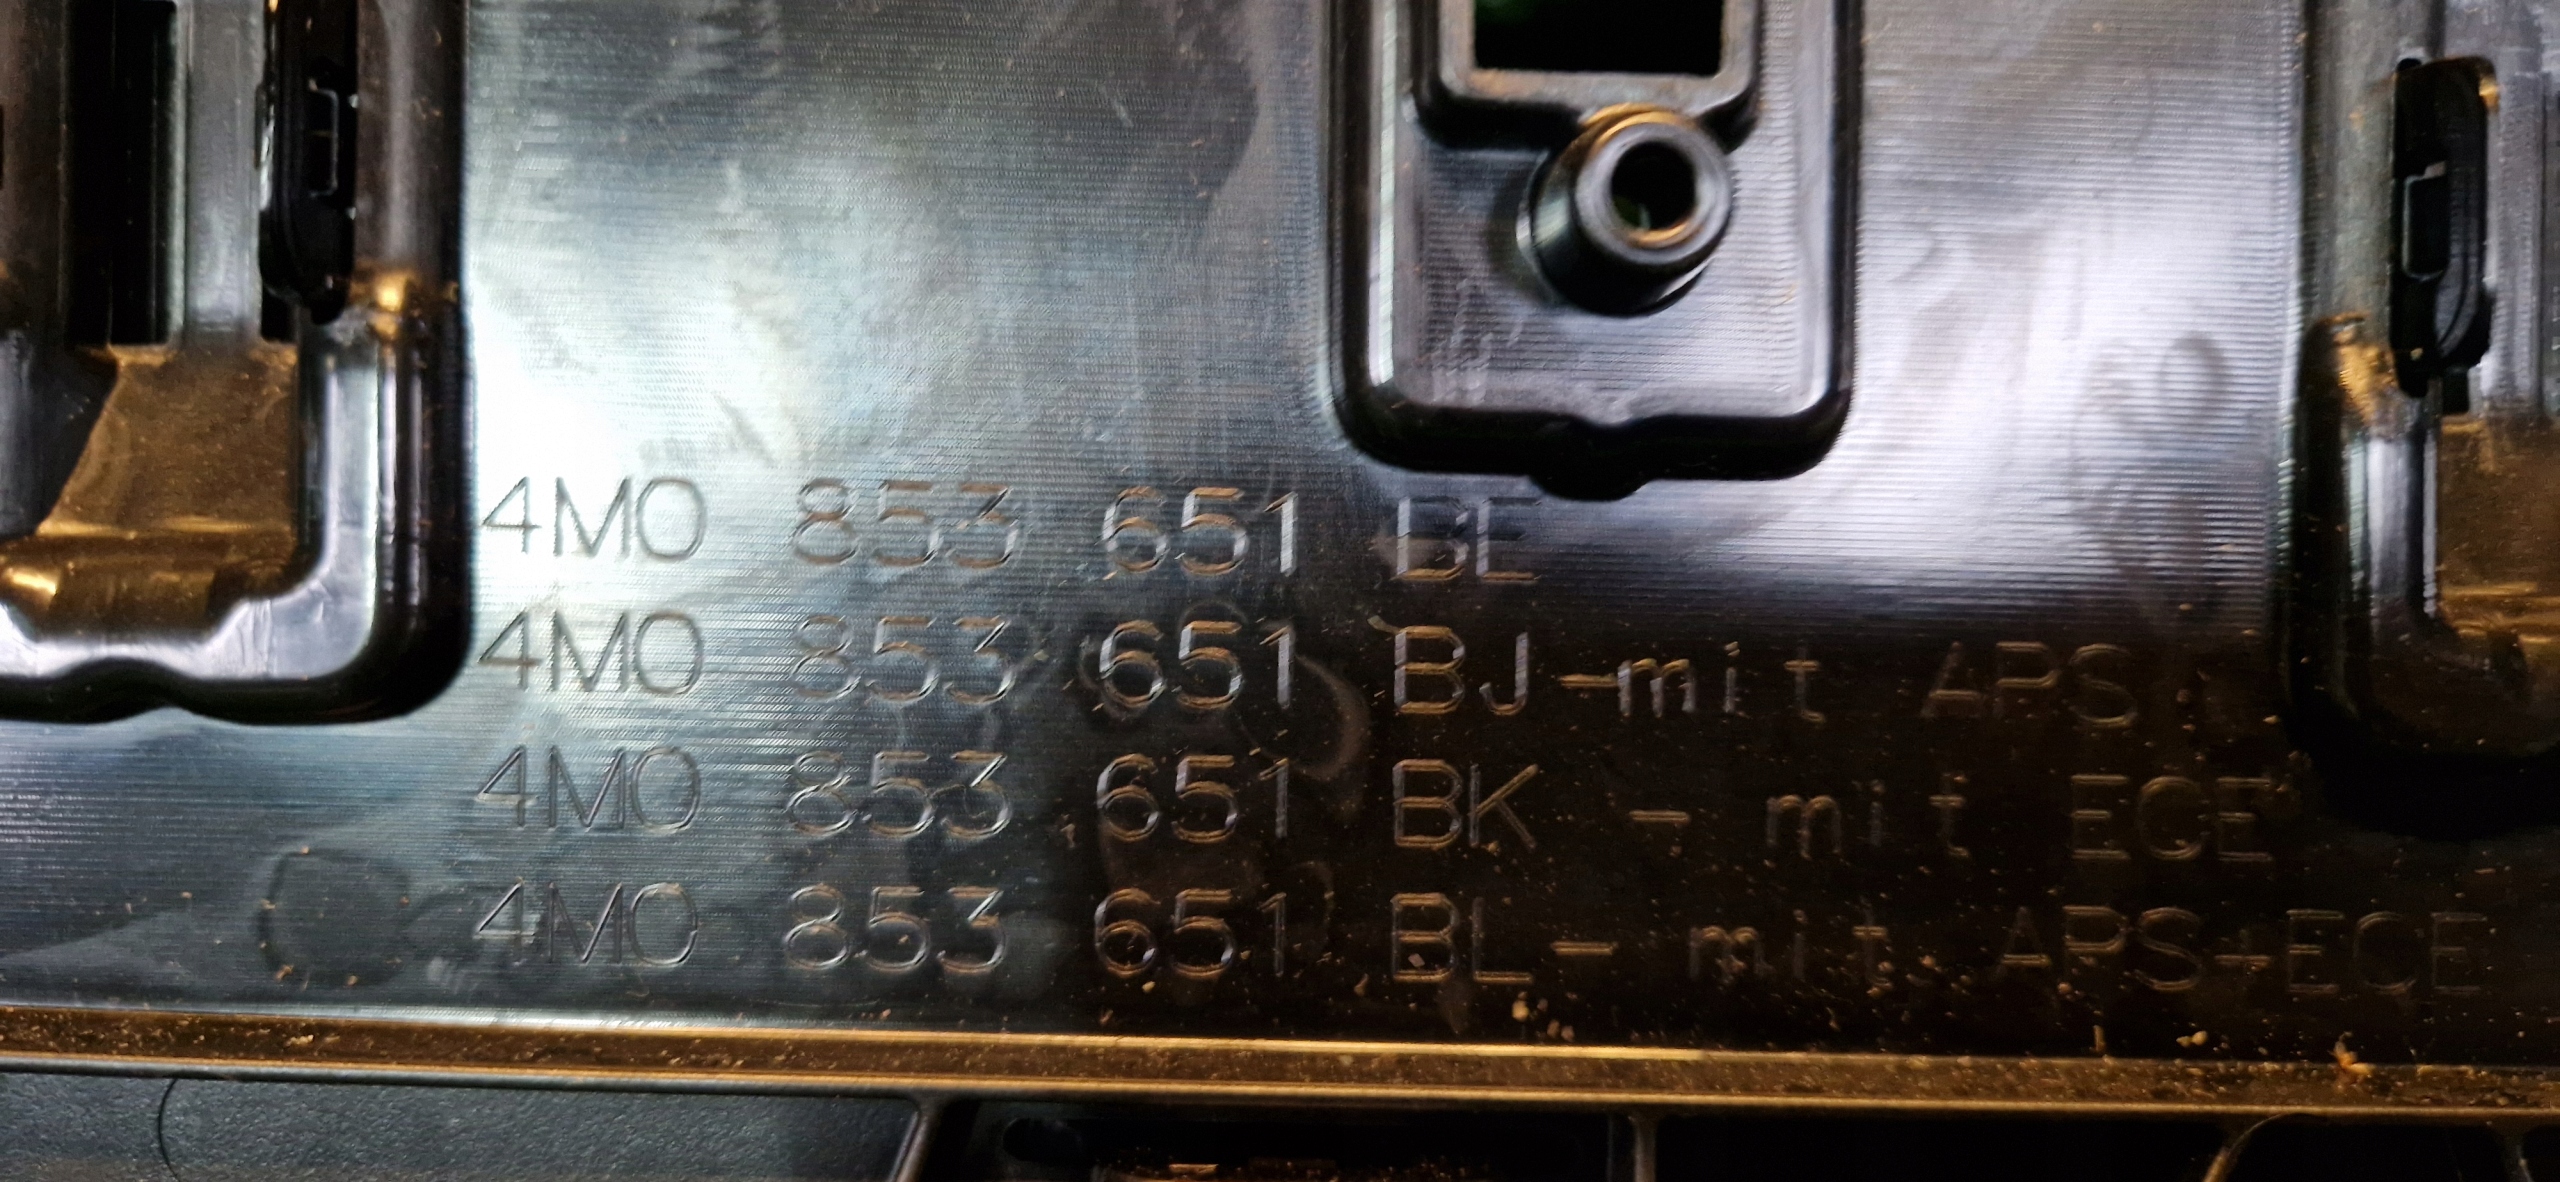 4M0 853 651 BE
4M0 853 651 BJ-mit APS
4M0 853 651 BK - mit ECE
4M0 853 651 BL- mit APS+ECE